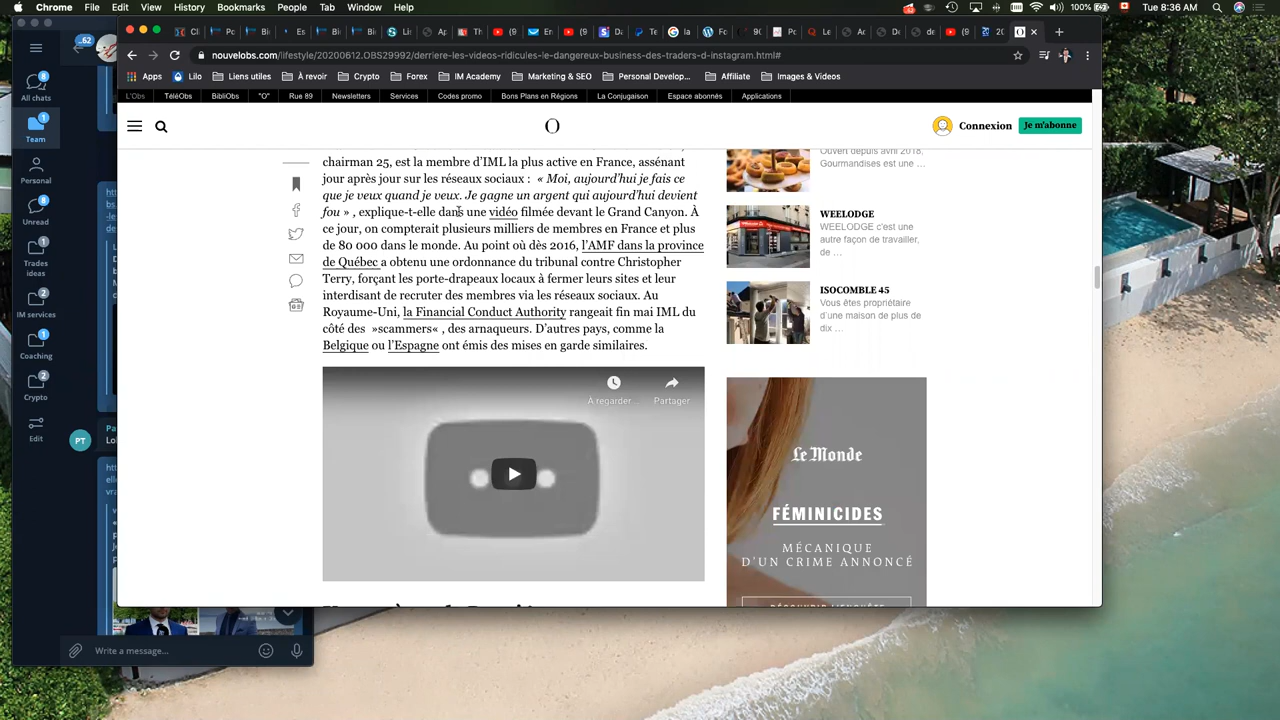 Chrome File Edit View History Bookmarks People Tab Window Help
Tue 8:36 AM
100%
nouvelobs.com/lifestyle/20200612.OBS29992/derriere-les-videos-ridicules-le-dangereux-business-des-traders-d-instagram.html#
Apps Lilo Liens utiles À revoir Crypto Forex IM Academy Marketing & SEO Personal Develop... Affiliate Images & Videos
L'Obs TéléObs BibliObs "O" Rue 89 Newsletters Services Codes promo Bons Plans en Régions La Conjugaison Espace abonnés Applications
O
Connexion Je m'abonne
..62
8
All chats
1
Team
Personal
8
Unread
1
Trades
ideas
2
IM services
1
Coaching
2
Crypto
Edit
PT
Write a message...
chairman 25, est la membre d'IML la plus active en France, assénant
jour après jour sur les réseaux sociaux : « Moi, aujourd'hui je fais ce
que je veux quand je veux. Je gagne un argent qui aujourd'hui devient
fou » , explique-t-elle dans une vidéo filmée devant le Grand Canyon. À
ce jour, on compterait plusieurs milliers de membres en France et plus
de 80 000 dans le monde. Au point où dès 2016, l'AMF dans la province
de Québec a obtenu une ordonnance du tribunal contre Christopher
Terry, forçant les porte-drapeaux locaux à fermer leurs sites et leur
interdisant de recruter des membres via les réseaux sociaux. Au
Royaume-Uni, la Financial Conduct Authority rangeait fin mai IML du
côté des »scammers« , des arnaqueurs. D'autres pays, comme la
Belgique ou l'Espagne ont émis des mises en garde similaires.
À regarder ... Partager
Ouvert depuis avril 2018,
Gourmandises est une ...
WEELODGE
WEELODGE c'est une
autre façon de travailler,
de ...
ISOCOMBLE 45
Vous êtes propriétaire
d'une maison de plus de
dix ...
Le Monde
FÉMINICIDES
MÉCANIQUE
D'UN CRIME ANNONCÉ